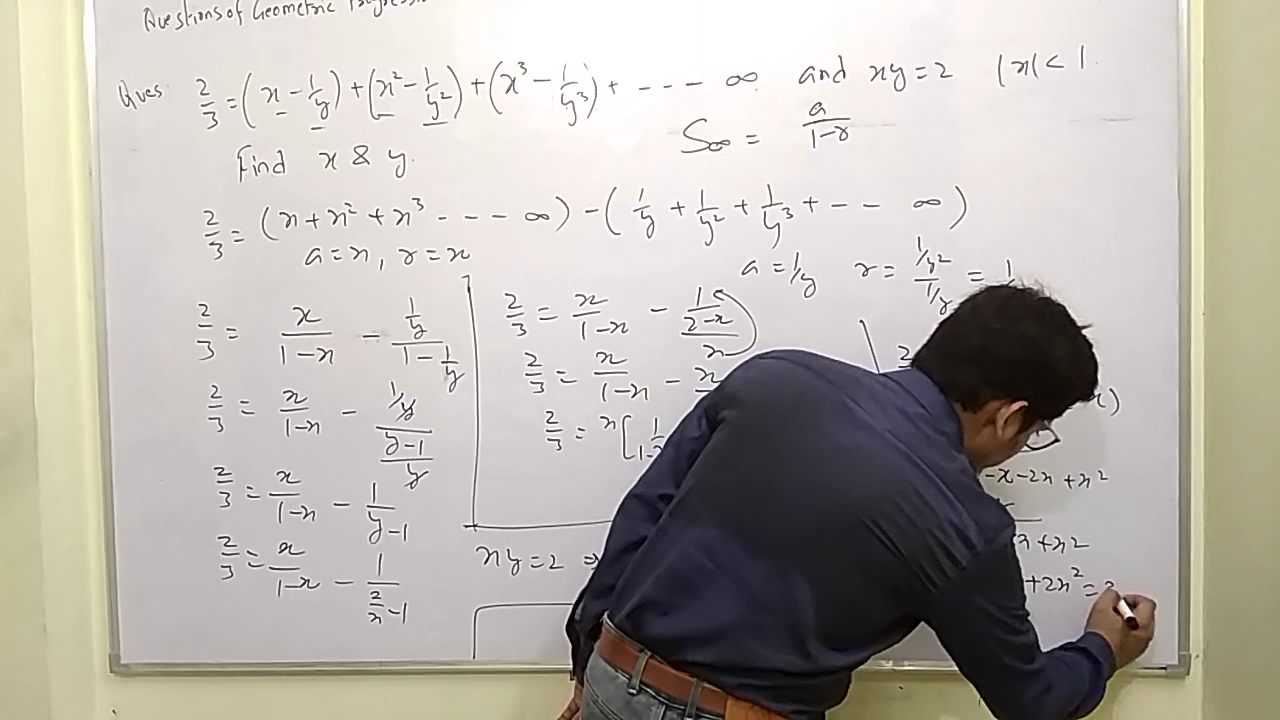 Questions of Geometric
Ques: 2/3 = (x - 1/y) + (x² - 1/y²) + (x³ - 1/y³) + - - - - ∞ and xy = 2 |x| < 1.
S∞ = a/(1-r)
Find x & y.
2/3 = (x + x² + x³ - - - - ∞) - (1/y + 1/y² + 1/y³ + - - ∞)
a = x, r = x
a = 1/y r = (1/y²)/(1/y) = 1
2/3 = x/(1-x) - (1/y)/(1 - 1/y)
2/3 = x/(1-x) - (1/y)/((y-1)/y)
2/3 = x/(1-x) - 1/(y-1)
2/3 = x/(1-x) - 1/(2/x - 1)
2/3 = x/(1-x) - 1/((2-x)/x)
2/3 = x/(1-x) - x
2/3 = x[1/(1-x)
xy = 2 ⇒
2
x)
-x-2x+x²
x+x²
+2x² =